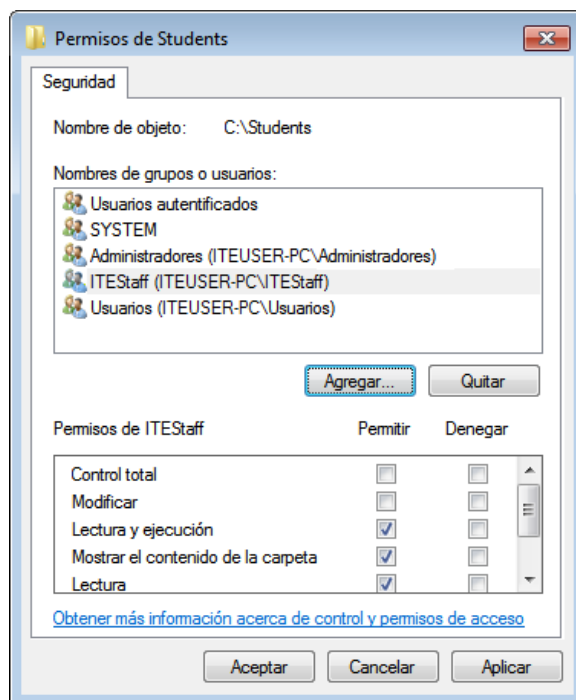 Permisos de Students
Seguridad
Nombre de objeto: C:\Students
Nombres de grupos o usuarios:
Usuarios autentificados
SYSTEM
Administradores (ITEUSER-PC\Administradores)
ITEStaff (ITEUSER-PC\ITEStaff)
Usuarios (ITEUSER-PC\Usuarios)
Agregar... Quitar
Permisos de ITEStaff Permitir Denegar
Control total
Modificar
Lectura y ejecución
Mostrar el contenido de la carpeta
Lectura
Obtener más información acerca de control y permisos de acceso
Aceptar Cancelar Aplicar